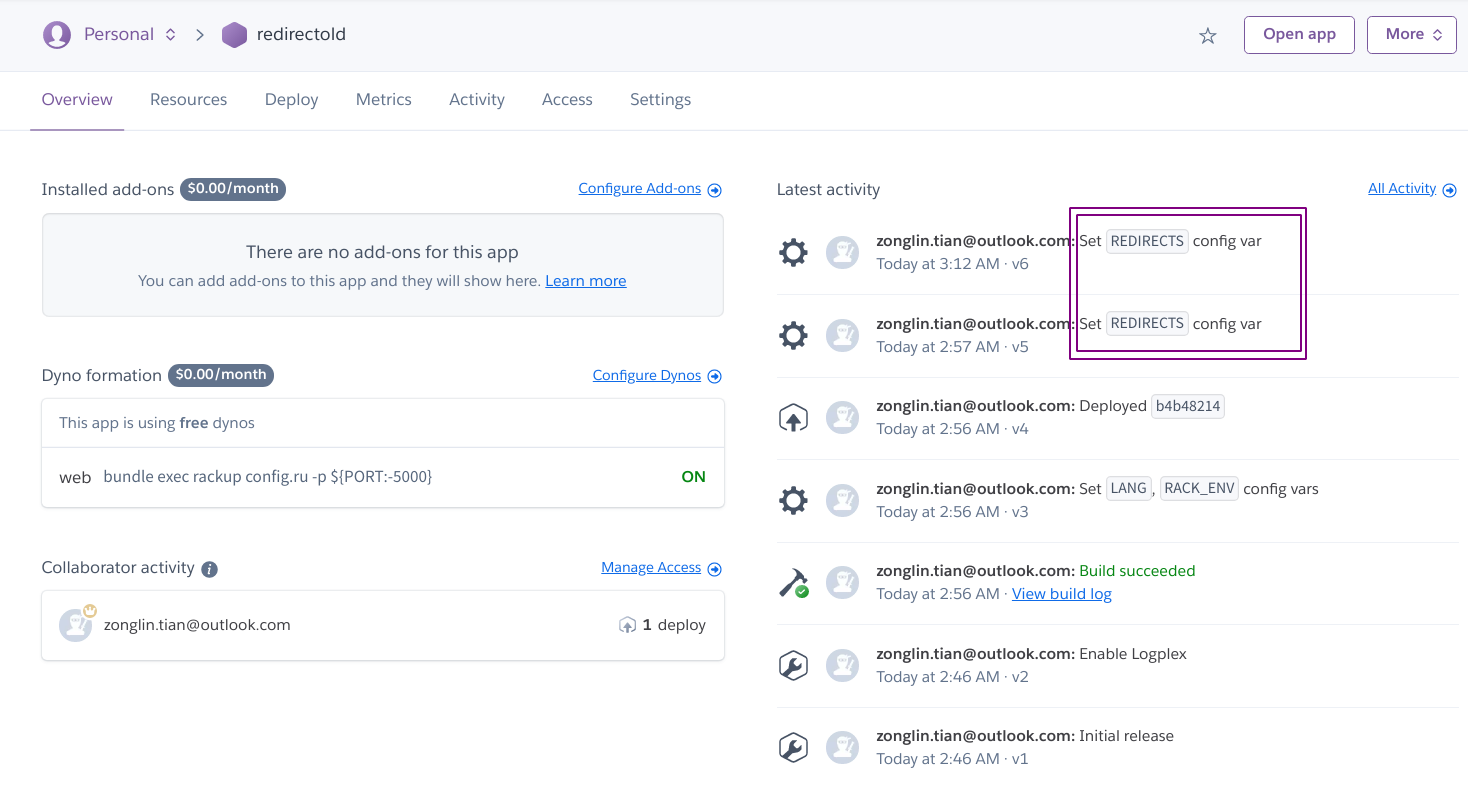 Personal redirectold Open app More
Overview Resources Deploy Metrics Activity Access Settings
Installed add-ons $0.00/month Configure Add-ons
There are no add-ons for this app
You can add add-ons to this app and they will show here. Learn more
Dyno formation $0.00/month Configure Dynos
This app is using free dynos
web bundle exec rackup config.ru -p ${PORT:-5000} ON
Collaborator activity Manage Access
zonglin.tian@outlook.com 1 deploy
Latest activity All Activity
zonglin.tian@outlook.com: Set REDIRECTS config var
Today at 3:12 AM · v6
zonglin.tian@outlook.com: Set REDIRECTS config var
Today at 2:57 AM · v5
zonglin.tian@outlook.com: Deployed b4b48214
Today at 2:56 AM · v4
zonglin.tian@outlook.com: Set LANG, RACK_ENV config vars
Today at 2:56 AM · v3
zonglin.tian@outlook.com: Build succeeded
Today at 2:56 AM · View build log
zonglin.tian@outlook.com: Enable Logplex
Today at 2:46 AM · v2
zonglin.tian@outlook.com: Initial release
Today at 2:46 AM · v1